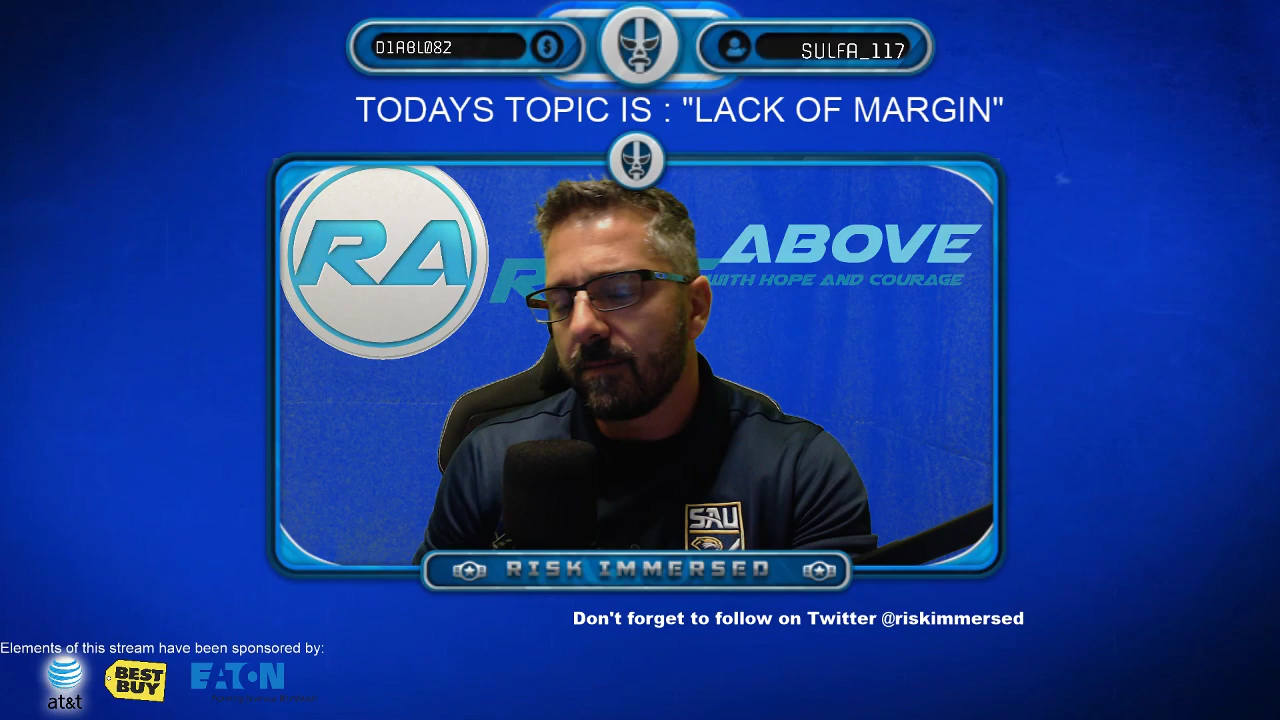 D1ABL082
SULFA_117
TODAYS TOPIC IS : "LACK OF MARGIN"
RA
ABOVE
WITH HOPE AND COURAGE
SAU
RISK IMMERSED
Don't forget to follow on Twitter @riskimmersed
Elements of this stream have been sponsored by:
at&t
BEST
BUY
EATON